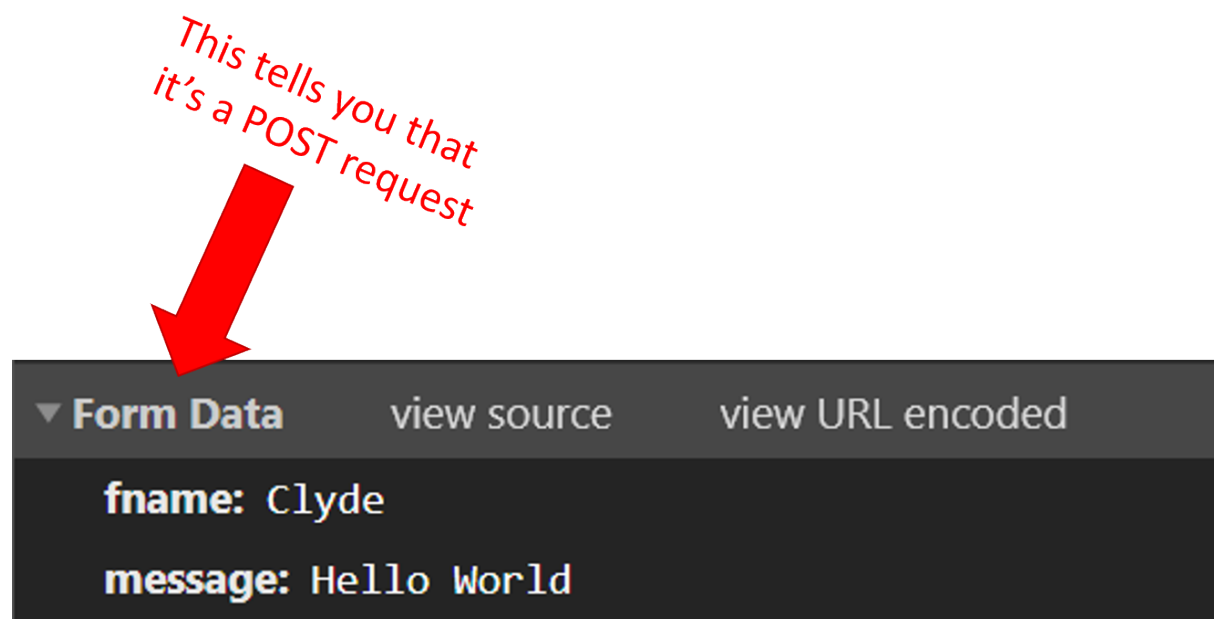 This tells you that
it's a POST request
Form Data view source view URL encoded
fname: Clyde
message: Hello World